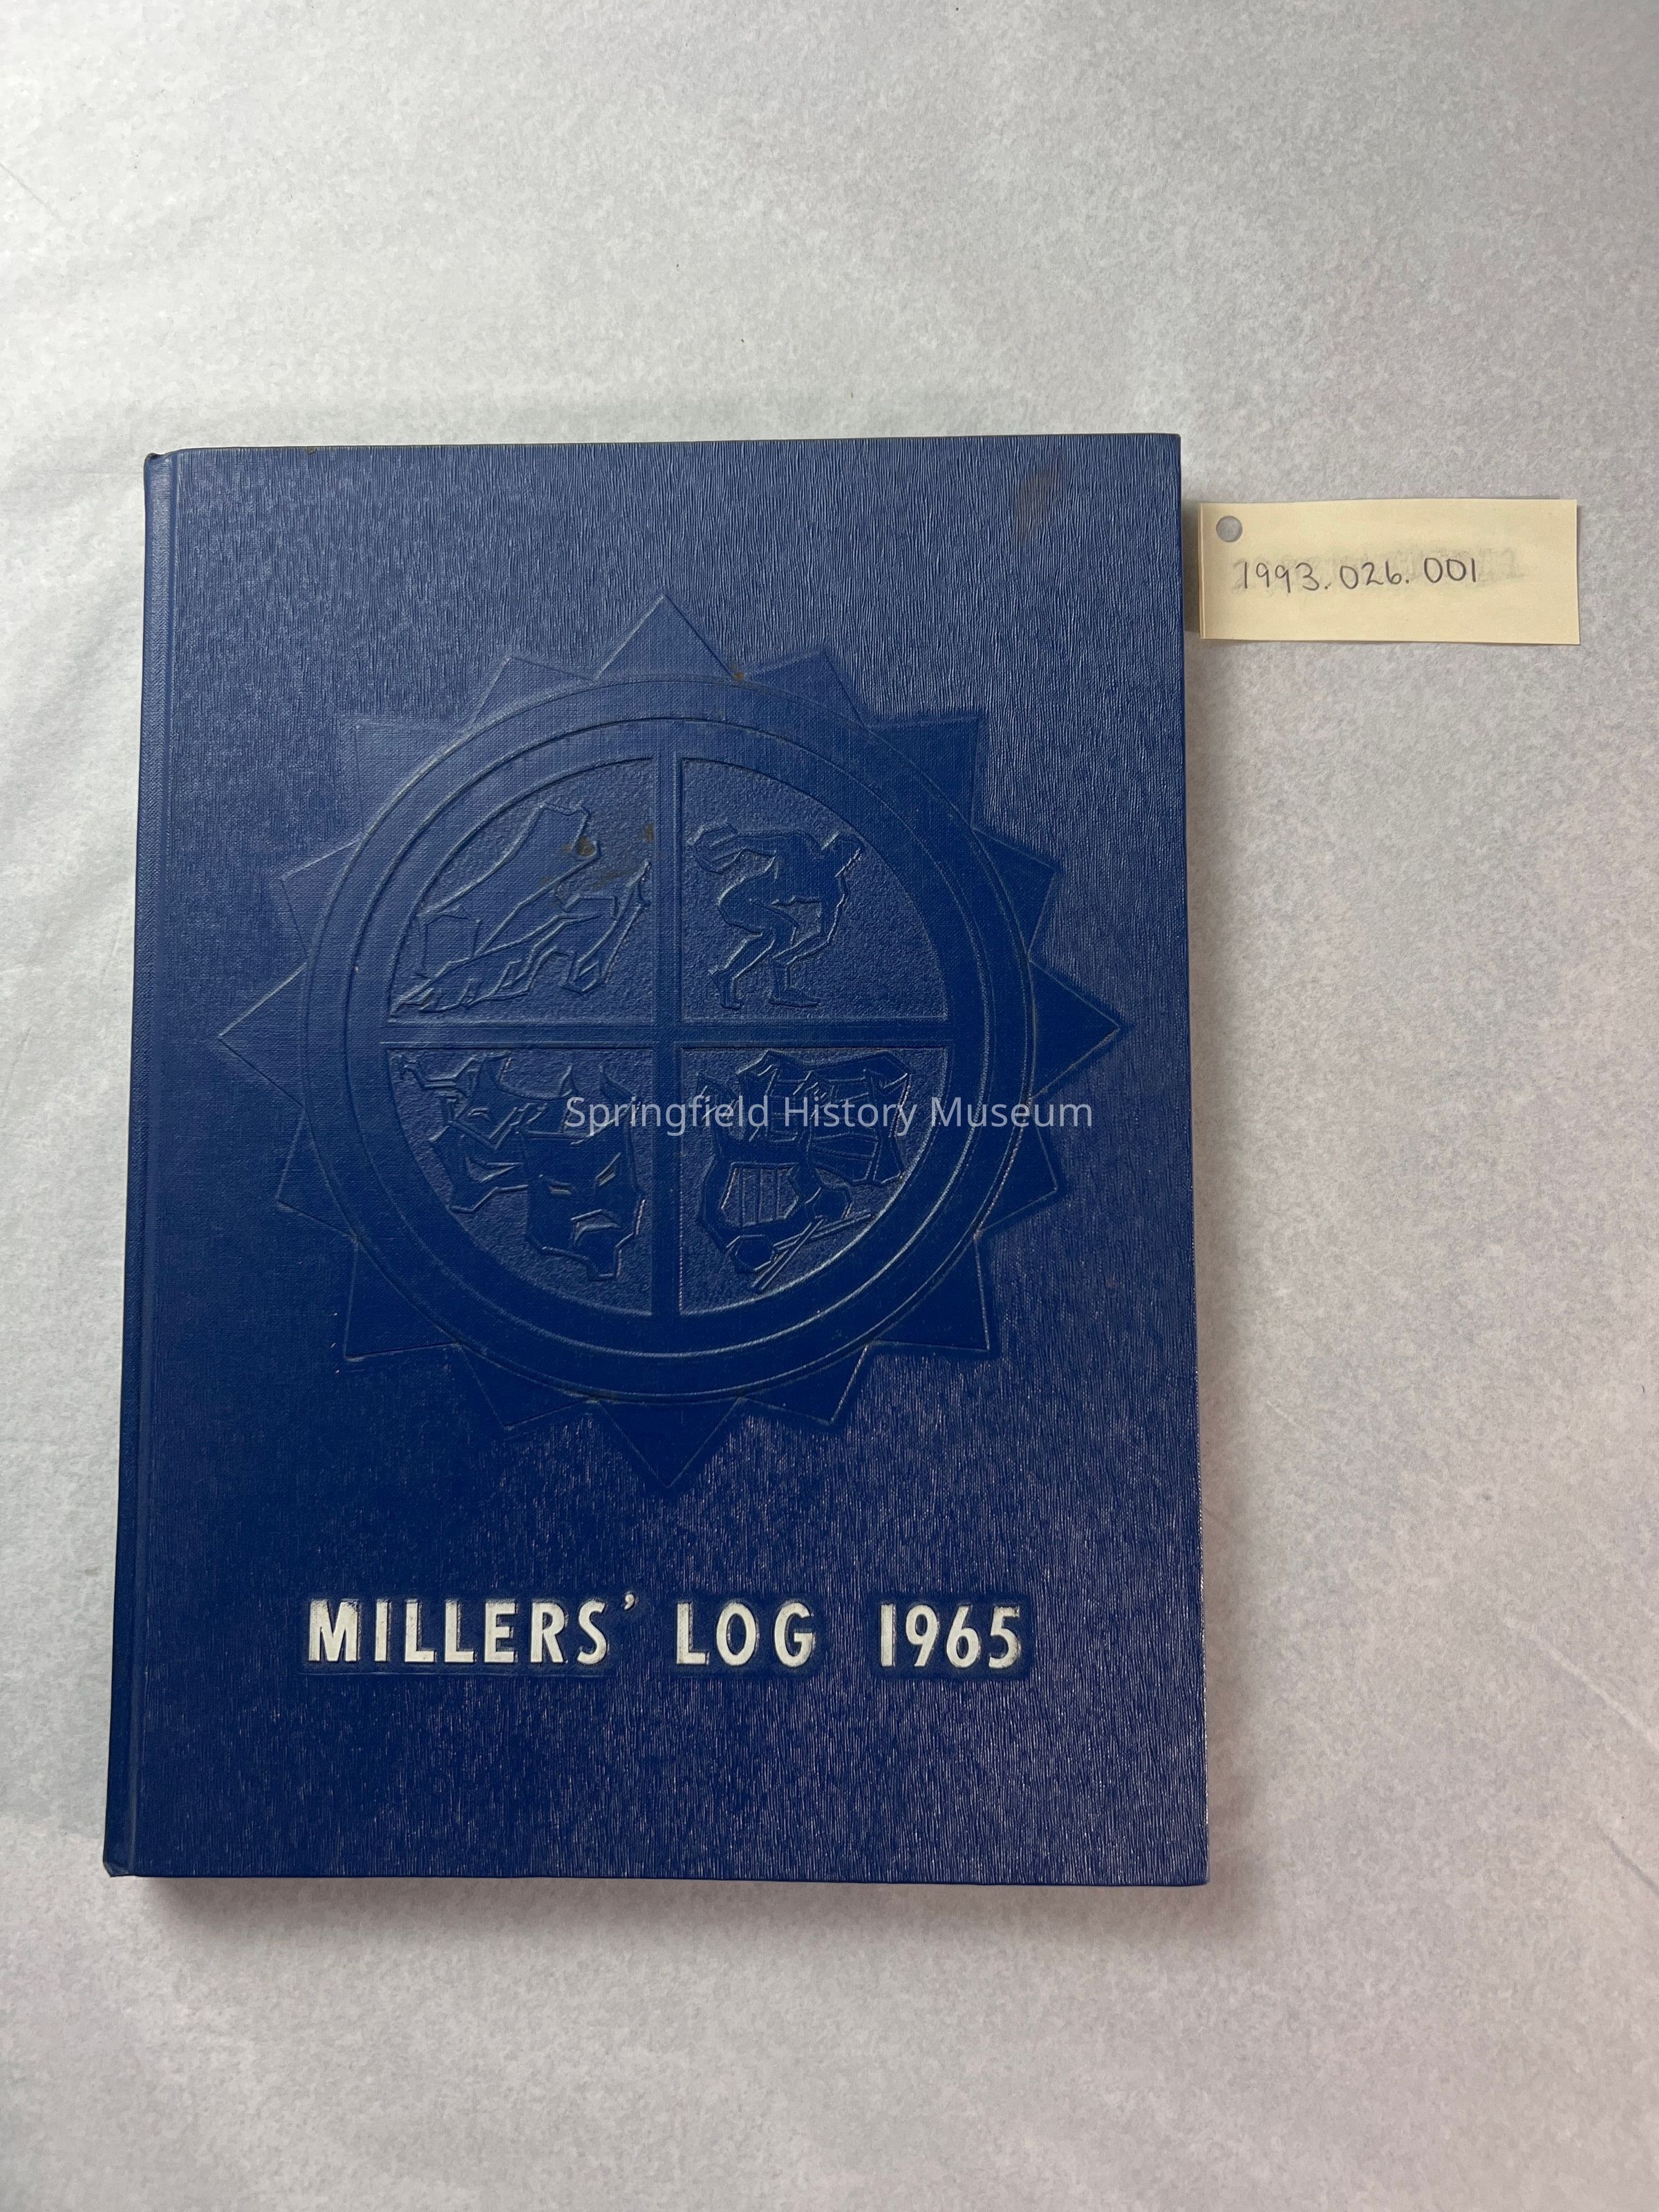 1993.026.001
Springfield History Museum
MILLERS' LOG 1965